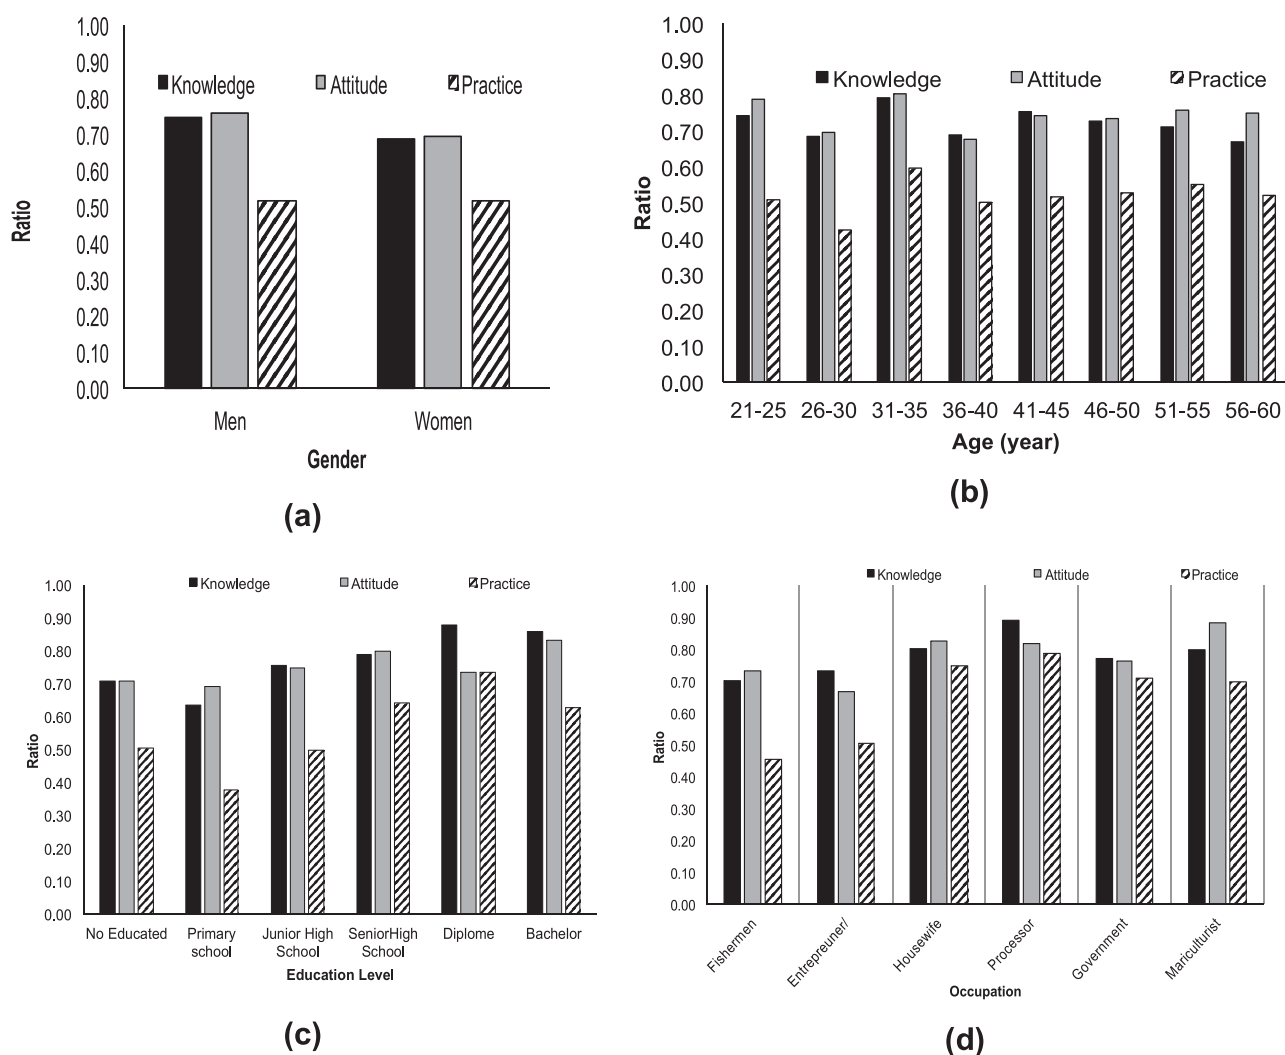 1.00
0.90
0.80
0.70
0.60
0.50
0.40
0.30
0.20
0.10
0.00
Ratio
Knowledge Attitude Practice
Men Women
Gender
(a)
1.00
0.90
0.80
0.70
0.60
0.50
0.40
0.30
0.20
0.10
0.00
Ratio
Knowledge Attitude Practice
21-25 26-30 31-35 36-40 41-45 46-50 51-55 56-60
Age (year)
(b)
1.00
0.90
0.80
0.70
0.60
0.50
0.40
0.30
0.20
0.10
0.00
Ratio
Knowledge Attitude Practice
No Educated Primary Junior High SeniorHigh Diplome Bachelor
school School School
Education Level
(c)
1.00
0.90
0.80
0.70
0.60
0.50
0.40
0.30
0.20
0.10
0.00
Ratio
Knowledge Attitude Practice
Fishermen Entrepreuner/ Housewife Processor Government Mariculturist
Occupation
(d)